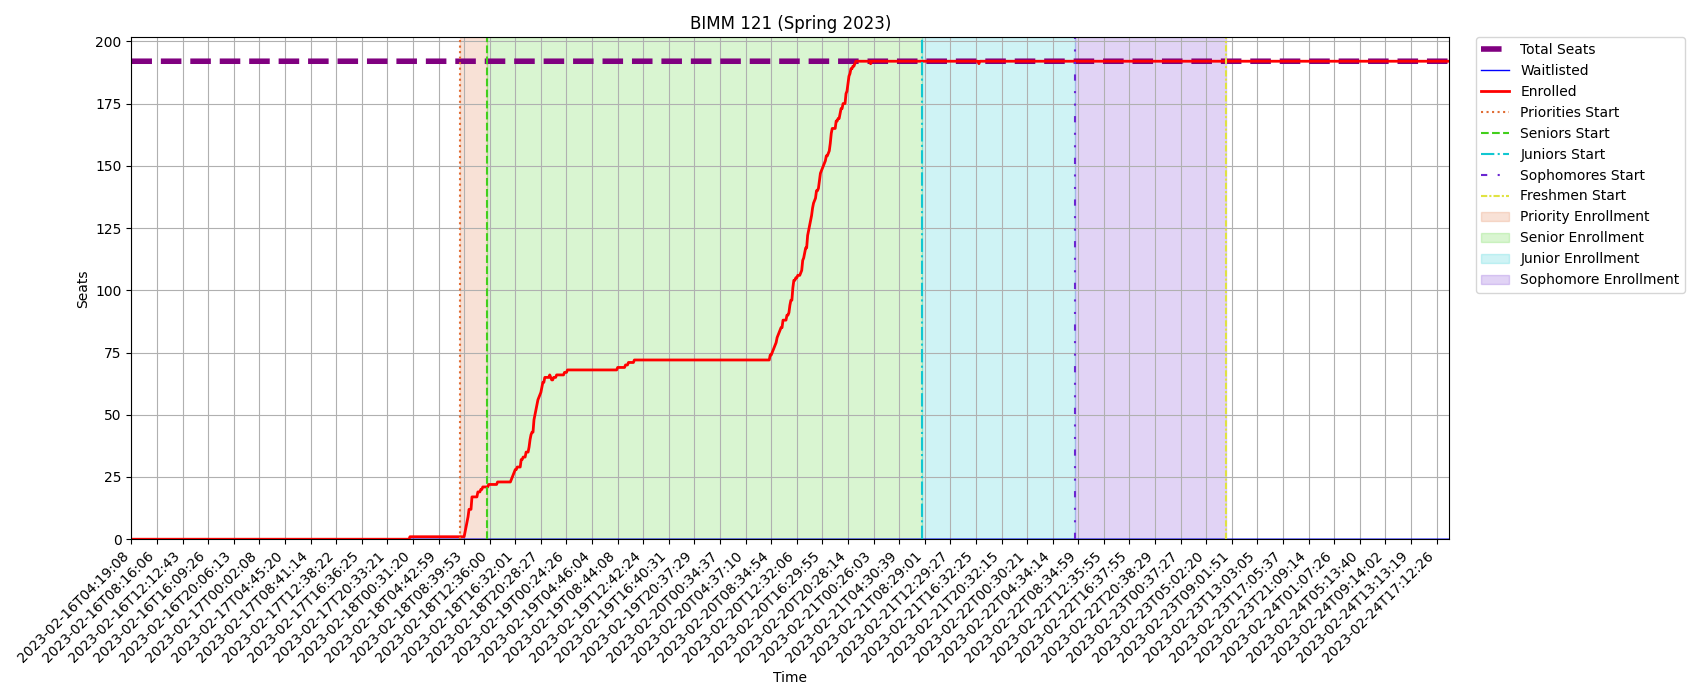 BIMM 121 (Spring 2023)
200
175
150
125
100
75
50
25
0
Seats
2023-02-16T04:19:08
2023-02-16T08:16:06
2023-02-16T12:12:43
2023-02-16T16:09:26
2023-02-16T20:06:13
2023-02-17T00:02:08
2023-02-17T04:45:20
2023-02-17T08:41:14
2023-02-17T12:38:22
2023-02-17T16:36:25
2023-02-17T20:33:21
2023-02-18T00:31:20
2023-02-18T04:42:59
2023-02-18T08:39:53
2023-02-18T12:36:00
2023-02-18T16:32:01
2023-02-18T20:28:27
2023-02-19T00:24:26
2023-02-19T04:46:04
2023-02-19T08:44:08
2023-02-19T12:42:24
2023-02-19T16:40:31
2023-02-19T20:37:29
2023-02-20T00:34:37
2023-02-20T04:37:10
2023-02-20T08:34:54
2023-02-20T12:32:06
2023-02-20T16:29:55
2023-02-20T20:28:14
2023-02-21T00:26:03
2023-02-21T04:30:39
2023-02-21T08:29:01
2023-02-21T12:29:27
2023-02-21T16:32:25
2023-02-21T20:32:15
2023-02-22T00:30:21
2023-02-22T04:34:14
2023-02-22T08:34:59
2023-02-22T12:35:55
2023-02-22T16:37:55
2023-02-22T20:38:29
2023-02-23T00:37:27
2023-02-23T05:02:20
2023-02-23T09:01:51
2023-02-23T13:03:05
2023-02-23T17:05:37
2023-02-23T21:09:14
2023-02-24T01:07:26
2023-02-24T05:13:40
2023-02-24T09:14:02
2023-02-24T13:13:19
2023-02-24T17:12:26
Time
Total Seats
Waitlisted
Enrolled
Priorities Start
Seniors Start
Juniors Start
Sophomores Start
Freshmen Start
Priority Enrollment
Senior Enrollment
Junior Enrollment
Sophomore Enrollment